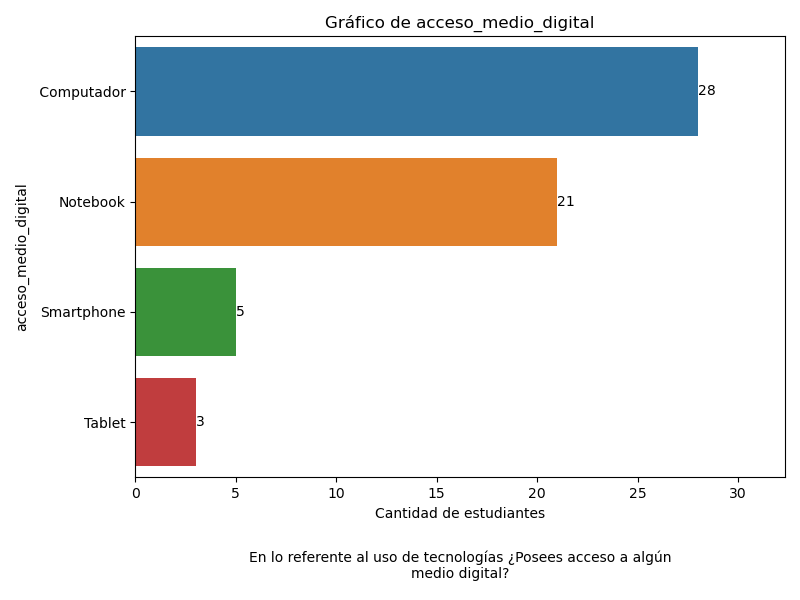 Gráfico de acceso_medio_digital
acceso_medio_digital
Computador
28
Notebook
21
Smartphone
5
Tablet
3
0 5 10 15 20 25 30
Cantidad de estudiantes
En lo referente al uso de tecnologías ¿Posees acceso a algún
medio digital?